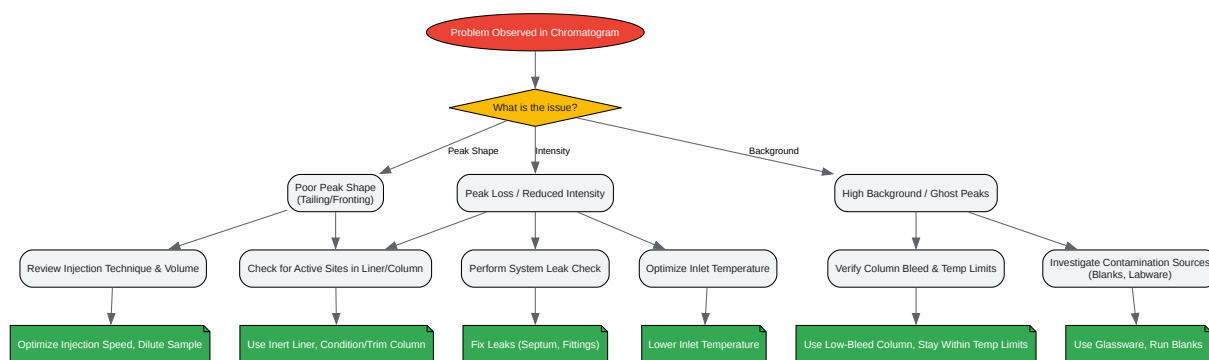 Problem Observed in Chromatogram
What is the issue?
Peak Shape
Intensity
Background
Poor Peak Shape
(Tailing/Fronting)
Peak Loss / Reduced Intensity
High Background / Ghost Peaks
Review Injection Technique & Volume
Check for Active Sites in Liner/Column
Perform System Leak Check
Optimize Inlet Temperature
Verify Column Bleed & Temp Limits
Investigate Contamination Sources
(Blanks, Labware)
Optimize Injection Speed, Dilute Sample
Use Inert Liner, Condition/Trim Column
Fix Leaks (Septum, Fittings)
Lower Inlet Temperature
Use Low-Bleed Column, Stay Within Temp Limits
Use Glassware, Run Blanks